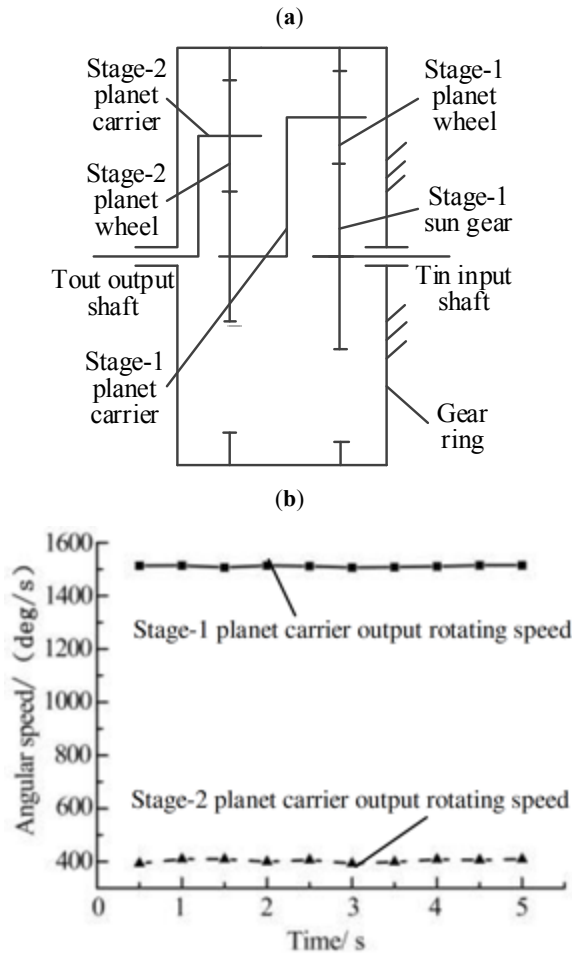 (a)
Stage-2
planet
carrier
Stage-1
planet
wheel
Stage-2
planet
wheel
Stage-1
sun gear
Tout output
shaft
Tin input
shaft
Stage-1
planet
carrier
Gear
ring
(b)
Angular speed/ (deg/s)
1600
1400
1200
1000
800
600
400
Stage-1 planet carrier output rotating speed
Stage-2 planet carrier output rotating speed
0 1 2 3 4 5
Time/ s